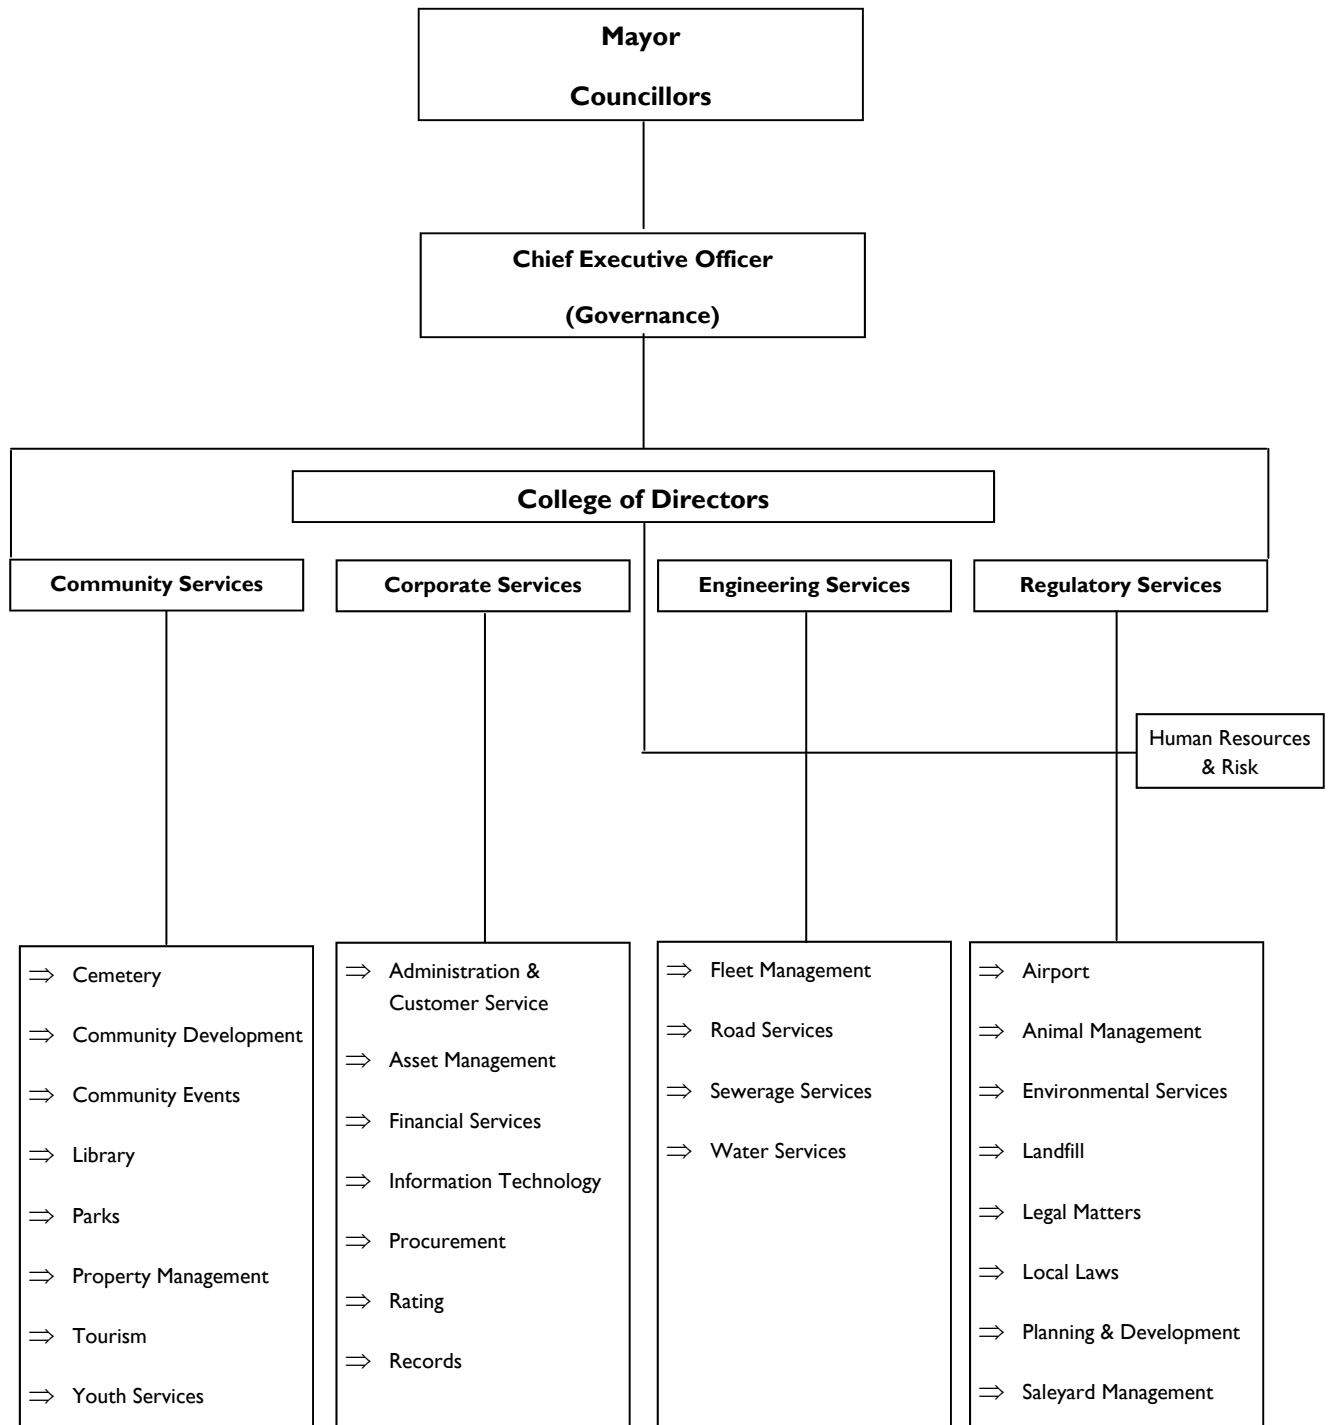 Mayor
Councillors
Chief Executive Officer
(Governance)
College of Directors
Community Services
Corporate Services
Engineering Services
Regulatory Services
Human Resources
& Risk
⇒ Cemetery
⇒ Community Development
⇒ Community Events
⇒ Library
⇒ Parks
⇒ Property Management
⇒ Tourism
⇒ Youth Services
⇒ Administration &
Customer Service
⇒ Asset Management
⇒ Financial Services
⇒ Information Technology
⇒ Procurement
⇒ Rating
⇒ Records
⇒ Fleet Management
⇒ Road Services
⇒ Sewerage Services
⇒ Water Services
⇒ Airport
⇒ Animal Management
⇒ Environmental Services
⇒ Landfill
⇒ Legal Matters
⇒ Local Laws
⇒ Planning & Development
⇒ Saleyard Management